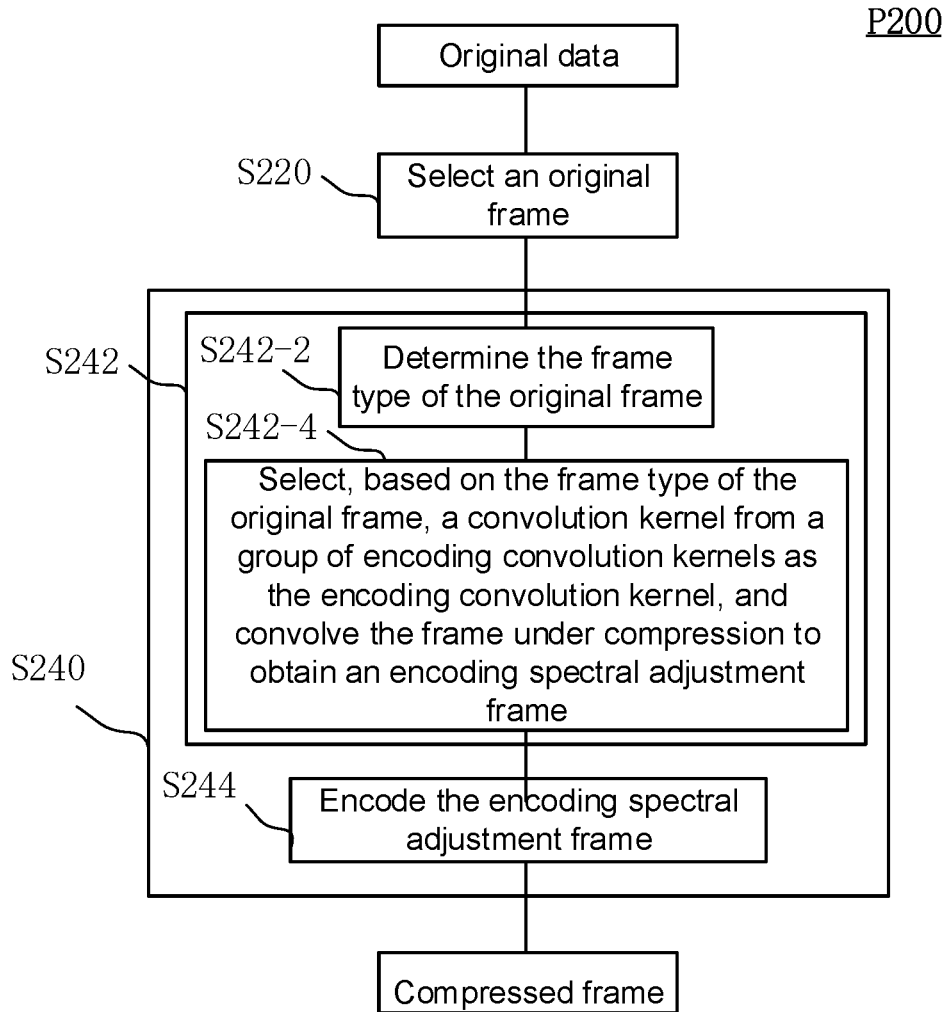 P200
Original data
S220
Select an original
frame
S242
S242-2
Determine the frame
type of the original frame
S242-4
Select, based on the frame type of the
original frame, a convolution kernel from a
group of encoding convolution kernels as
the encoding convolution kernel, and
convolve the frame under compression to
obtain an encoding spectral adjustment
frame
S240
S244
Encode the encoding spectral
adjustment frame
Compressed frame